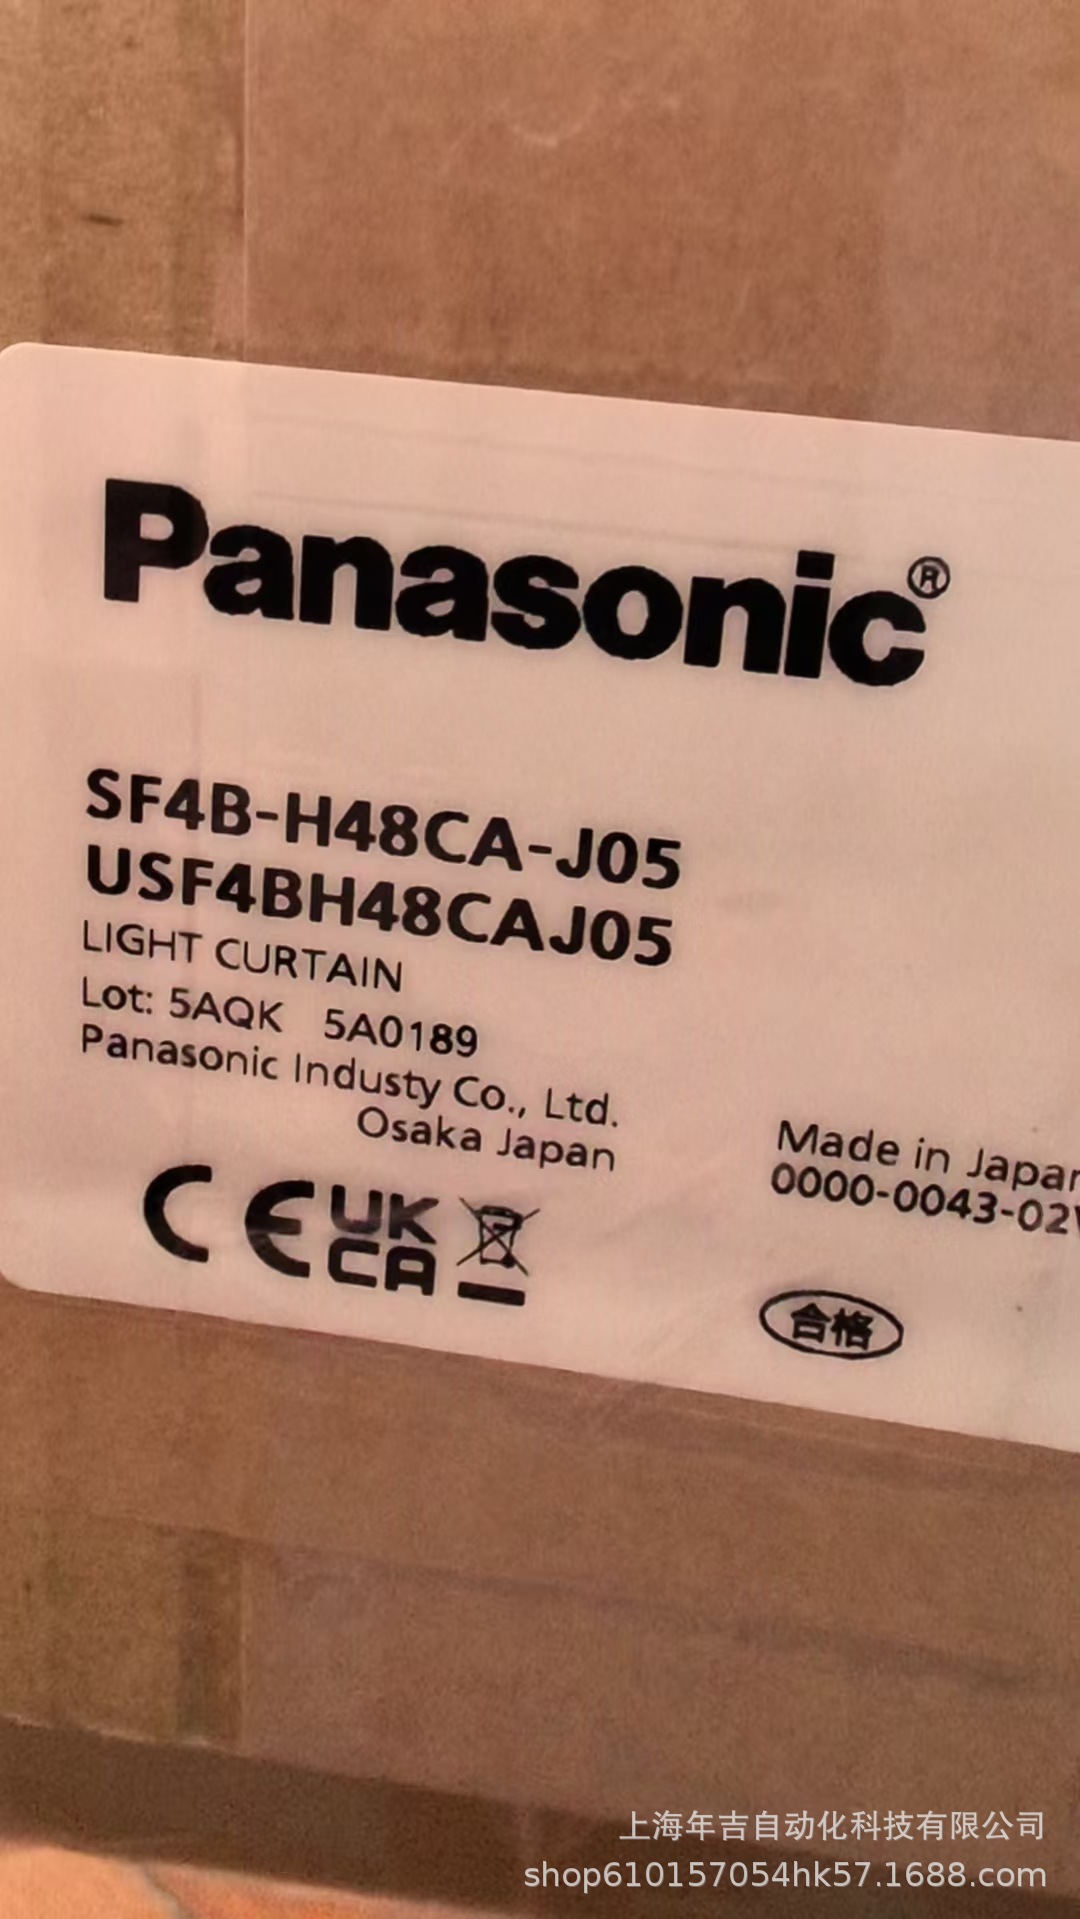 Panasonic®
SF4B-H48CA-J05
USF4BH48CAJ05
LIGHT CURTAIN
Lot: 5AQK 5A0189
Panasonic Industy Co., Ltd.
Osaka Japan
Made in Japan
0000-0043-02
CE UK CA
合格
上海年吉自动化科技有限公司
shop610157054hk57.1688.com